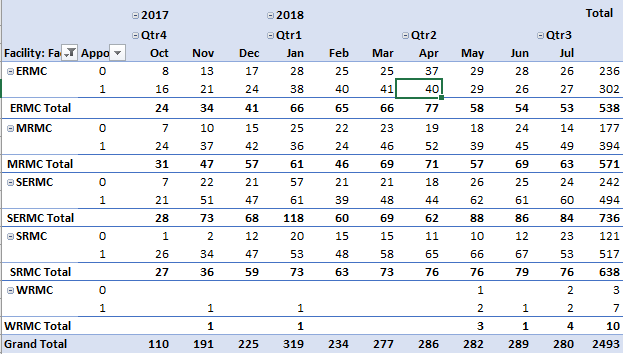 2017 2018 Total
Qtr4 Qtr1 Qtr2 Qtr3
Facility: Fac Appo Oct Nov Dec Jan Feb Mar Apr May Jun Jul
ERMC 0 8 13 17 28 25 25 37 29 28 26 236
1 16 21 24 38 40 41 40 29 26 27 302
ERMC Total 24 34 41 66 65 66 77 58 54 53 538
MRMC 0 7 10 15 25 22 23 19 18 24 14 177
1 24 37 42 36 24 46 52 39 45 49 394
MRMC Total 31 47 57 61 46 69 71 57 69 63 571
SERMC 0 7 22 21 57 21 21 18 26 25 24 242
1 21 51 47 61 39 48 44 62 61 60 494
SERMC Total 28 73 68 118 60 69 62 88 86 84 736
SRMC 0 1 2 12 20 15 15 11 10 12 23 121
1 26 34 47 53 48 58 65 66 67 53 517
SRMC Total 27 36 59 73 63 73 76 76 79 76 638
WRMC 0 1 2 3
1 1 1 2 1 2 7
WRMC Total 1 1 3 1 4 10
Grand Total 110 191 225 319 234 277 286 282 289 280 2493